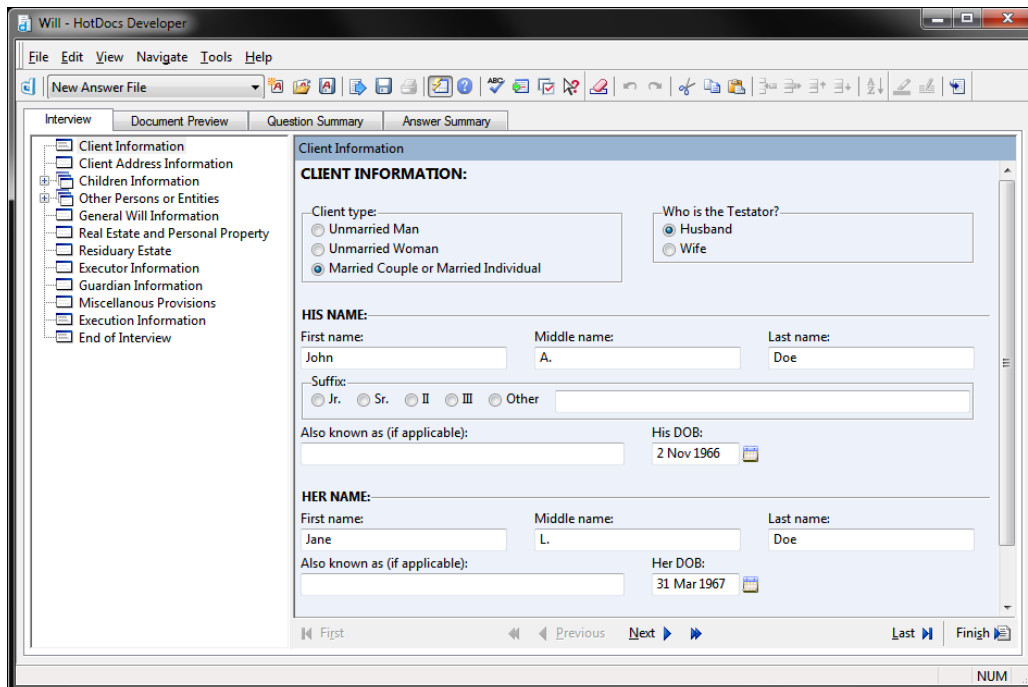 Will - HotDocs Developer
File Edit View Navigate Tools Help
New Answer File
ABC
Interview Document Preview Question Summary Answer Summary
Client Information
Client Address Information
Children Information
Other Persons or Entities
General Will Information
Real Estate and Personal Property
Residuary Estate
Executor Information
Guardian Information
Miscellanous Provisions
Execution Information
End of Interview
Client Information
CLIENT INFORMATION:
Client type:
Unmarried Man
Unmarried Woman
Married Couple or Married Individual
Who is the Testator?
Husband
Wife
HIS NAME:
First name: Middle name: Last name:
John A. Doe
Suffix:
Jr. Sr. II III Other
Also known as (if applicable): His DOB:
2 Nov 1966
HER NAME:
First name: Middle name: Last name:
Jane L. Doe
Also known as (if applicable): Her DOB:
31 Mar 1967
First Previous Next Last Finish
NUM